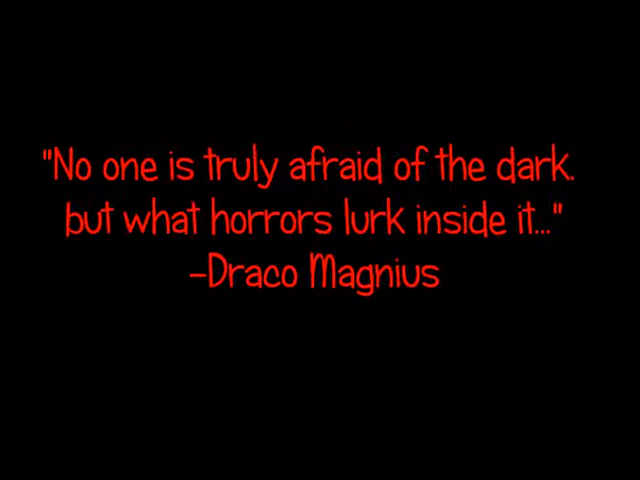 "No one is truly afraid of the dark.
but what horrors lurk inside it..."
-Draco Magnius